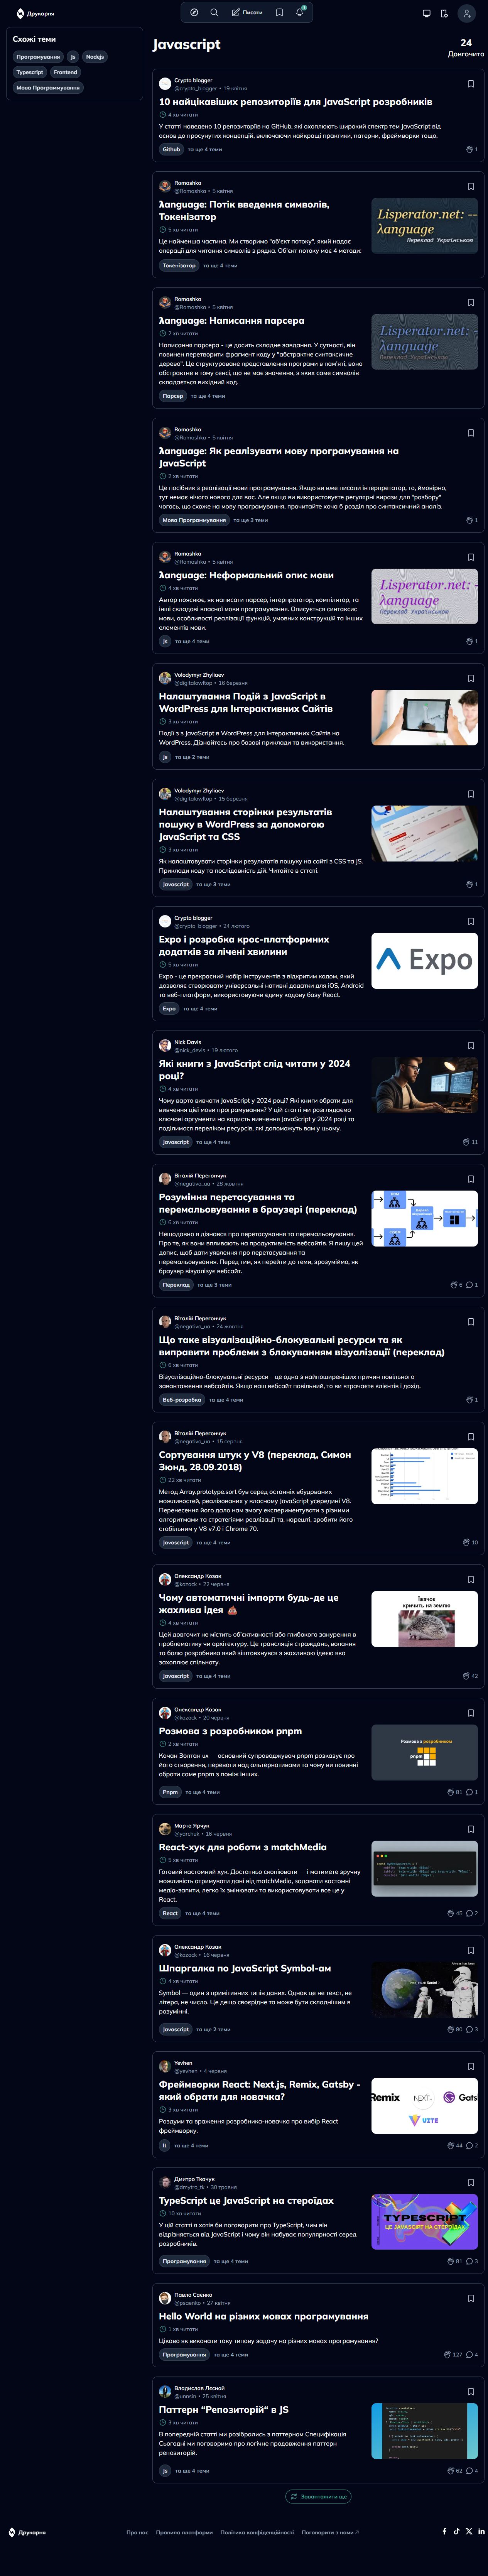 Друкарня
Писати
Схожі теми
Програмування
Js
Nodejs
Typescript
Frontend
Мова Программування
Javascript
24
Довгочита
Crypto blogger
@crypto_blogger • 19 квітня
10 найцікавіших репозиторіїв для JavaScript розробників
4 хв читати
У статті наведено 10 репозиторіїв на GitHub, які охоплюють широкий спектр тем JavaScript від
основ до просунутих концепцій, включаючи найкращі практики, патерни, фреймворки тощо.
Github
та ще 4 теми
1
Romashka
@Romashka • 5 квітня
λanguage: Потік введення символів,
Токенізатор
5 хв читати
Це найменша частина. Ми створимо "об'єкт потоку", який надає
операції для читання символів з рядка. Об'єкт потоку має 4 методи:
Токенізатор
та ще 4 теми
Lisperator.net: --
λanguage
Переклад Українською
Romashka
@Romashka • 5 квітня
λanguage: Написання парсера
2 хв читати
Написання парсера - це досить складне завдання. У сутності, він
повинен перетворити фрагмент коду у "абстрактне синтаксичне
дерево". Це структуроване представлення програми в пам'яті, воно
абстрактне в тому сенсі, що не має значення, з яких саме символів
складається вихідний код.
Парсер
та ще 4 теми
Lisperator.net: -
λanguage
Переклад Українською
Romashka
@Romashka • 5 квітня
λanguage: Як реалізувати мову програмування на
JavaScript
2 хв читати
Це посібник з реалізації мови програмування. Якщо ви вже писали інтерпретатор, то, ймовірно,
тут немає нічого нового для вас. Але якщо ви використовуєте регулярні вирази "розбору"
чогось, що схоже на мову програмування, прочитайте хоча б розділ про синтаксичний аналіз.
Мова Программування
та ще 3 теми
1
Romashka
@Romashka • 5 квітня
λanguage: Неформальний опис мови
4 хв читати
Автор пояснює, як написати парсер, інтерпретатор, компілятор, та
інші складові власної мови програмування. Описується синтаксис
мови, особливості реалізації функцій, умовних конструкцій та інших
елементів мови.
Js
та ще 4 теми
1
Lisperator.net: -
λanguage
Переклад Українською
Volodymyr Zhyliaev
@digitalowltop • 16 березня
Налаштування Подій з JavaScript в
WordPress для Інтерактивних Сайтів
3 хв читати
Події з з JavaScript в WordPress для Інтерактивних Сайтів на
WordPress. Дізнайтесь про базові приклади та використання.
Js
та ще 2 теми
Volodymyr Zhyliaev
@digitalowltop • 15 березня
Налаштування сторінки результатів
пошуку в WordPress за допомогою
JavaScript та CSS
3 хв читати
Як налаштовувати сторінки результатів пошуку на сайті з CSS та JS.
Приклади коду та послідовність дій. Читайте в статті.
Javascript
та ще 3 теми
1
Crypto blogger
@crypto_blogger • 24 лютого
Expo і розробка крос-платформних
додатків за лічені хвилини
5 хв читати
Expo - це прекрасний набір інструментів з відкритим кодом, який
дозволяє створювати універсальні нативні додатки для iOS, Android
та веб-платформ, використовуючи єдину кодову базу React.
Expo
та ще 4 теми
Expo
Nick Davis
@nick_devis • 19 лютого
Які книги з JavaScript слід читати у 2024
році?
4 хв читати
Чому варто вивчати JavaScript у 2024 році? Які книги обрати для
вивчення цієї мови програмування? У цій статті ми розглядаємо
ключові аргументи на користь вивчення JavaScript у 2024 році та
поділимося переліком ресурсів, які допоможуть вам у цьому.
Javascript
та ще 4 теми
11
Віталій Перегончук
@negativo_ua • 28 жовтня
Розуміння перетасування та
перемальовування в браузері (переклад)
6 хв читати
Нещодавно я дізнався про перетасування та перемальовування.
Про те, як вони впливають на продуктивність вебсайтів. Я пишу цей
допис, щоб дати уявлення про перетасування та
перемальовування. Перед тим, як перейти до теми, зрозуміймо, як
браузер візуалізує вебсайт.
Переклад
та ще 3 теми
6
1
Віталій Перегончук
@negativo_ua • 24 жовтня
Що таке візуалізаційно-блокувальні ресурси та як
виправити проблеми з блокуванням візуалізації (переклад)
6 хв читати
Візуалізаційно-блокувальні ресурси – це одна з найпоширеніших причин повільного
завантаження вебсайтів. Якщо ваш вебсайт повільний, то ви втрачаєте клієнтів і дохід.
Веб-розробка
та ще 4 теми
1
Віталій Перегончук
@negativo_ua • 15 серпня
Сортування штук у V8 (переклад, Симон
Зюнд, 28.09.2018)
22 хв читати
Метод Array.prototype.sort був серед останніх вбудованих
можливостей, реалізованих у власному JavaScript усередині V8.
Перенесення його дало нам змогу експериментувати з різними
алгоритмами та стратегіями реалізації та, нарешті, зробити його
стабільним у V8 v7.0 і Chrome 70.
Javascript
та ще 4 теми
10
Олександр Козак
@kozack • 22 червня
Чому автоматичні імпорти будь-де це
жахлива ідея 💩
4 хв читати
Цей довгочит не містить об'єктивності або глибокого занурення в
проблематику чи архітектуру. Це трансляція страждань, волання
та болю розробника який зіштовхнувся з жахливою ідеєю яка
захоплює спільноту.
Javascript
та ще 4 теми
42
Їжачок
кричить на землю
Олександр Козак
@kozack • 20 червня
Розмова з розробником pnpm
2 хв читати
Кочан Золтан ᴜᴀ — основний супроводжувач pnpm розказує про
його створення, переваги над альтернативами та чому ви повинні
обрати саме pnpm з поміж інших.
Pnpm
та ще 4 теми
81
1
Розмова з розробником
pnpm
Марта Ярчук
@yarchuk • 16 червня
React-хук для роботи з matchMedia
5 хв читати
Готовий кастомний хук. Достатньо скопіювати — і матимете зручну
можливість отримувати дані від matchMedia, задавати кастомні
медіа-запити, легко їх змінювати та використовувати все це у
React.
React
та ще 4 теми
45
2
Олександр Козак
@kozack • 16 червня
Шпаргалка по JavaScript Symbol-ам
4 хв читати
Symbol — один з примітивних типів даних. Однак це не текст, не
літера, не число. Це дещо своєрідне та може бути складнішим в
розумінні.
Javascript
та ще 2 теми
80
3
Yevhen
@yevhen • 4 червня
Фреймворки React: Next.js, Remix, Gatsby -
який обрати для новачка?
3 хв читати
Роздуми та враження розробника-новачка про вибір React
фреймворку.
It
та ще 4 теми
44
2
Remix
NEXT
Gats
VITE
Дмитро Ткачук
@dmytro_tk • 30 травня
TypeScript це JavaScript на стероїдах
10 хв читати
У цій статті я хотів би поговорити про TypeScript, чим він
відрізняється від JavaScript і чому він набуває популярності серед
розробників.
Програмування
та ще 4 теми
81
3
TYPESCRIPT
ЦЕ JAVASCIRT НА СТЕРОЇДАХ
Павло Саєнко
@psaenko • 27 квітня
Hello World на різних мовах програмування
1 хв читати
Цікаво як виконати таку типову задачу на різних мовах програмування?
Програмування
та ще 4 теми
127
4
Владислав Лєсной
@unnsin • 25 квітня
Паттерн “Репозиторій“ в JS
3 хв читати
В попередній статті ми розібрались з паттерном Специфікація
Сьогодні ми поговоримо про логічне продовження паттерн
репозиторій.
Js
та ще 4 теми
62
4
Завантажити ще
Друкарня
Про нас
Правила платформи
Політика конфіденційності
Поговорити з нами ↗